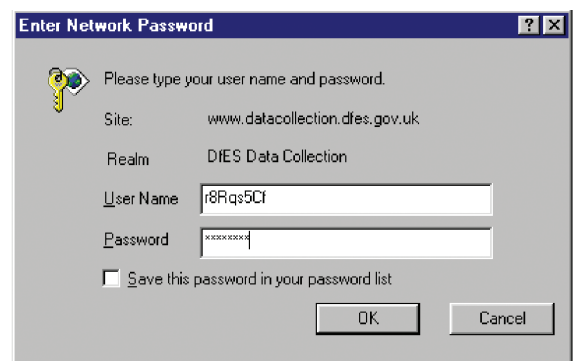 Enter Network Password
Please type your user name and password.
Site: www.datacollection.dfes.gov.uk
Realm DfES Data Collection
User Name r8Rqs5Cf
Password ********
Save this password in your password list
OK Cancel